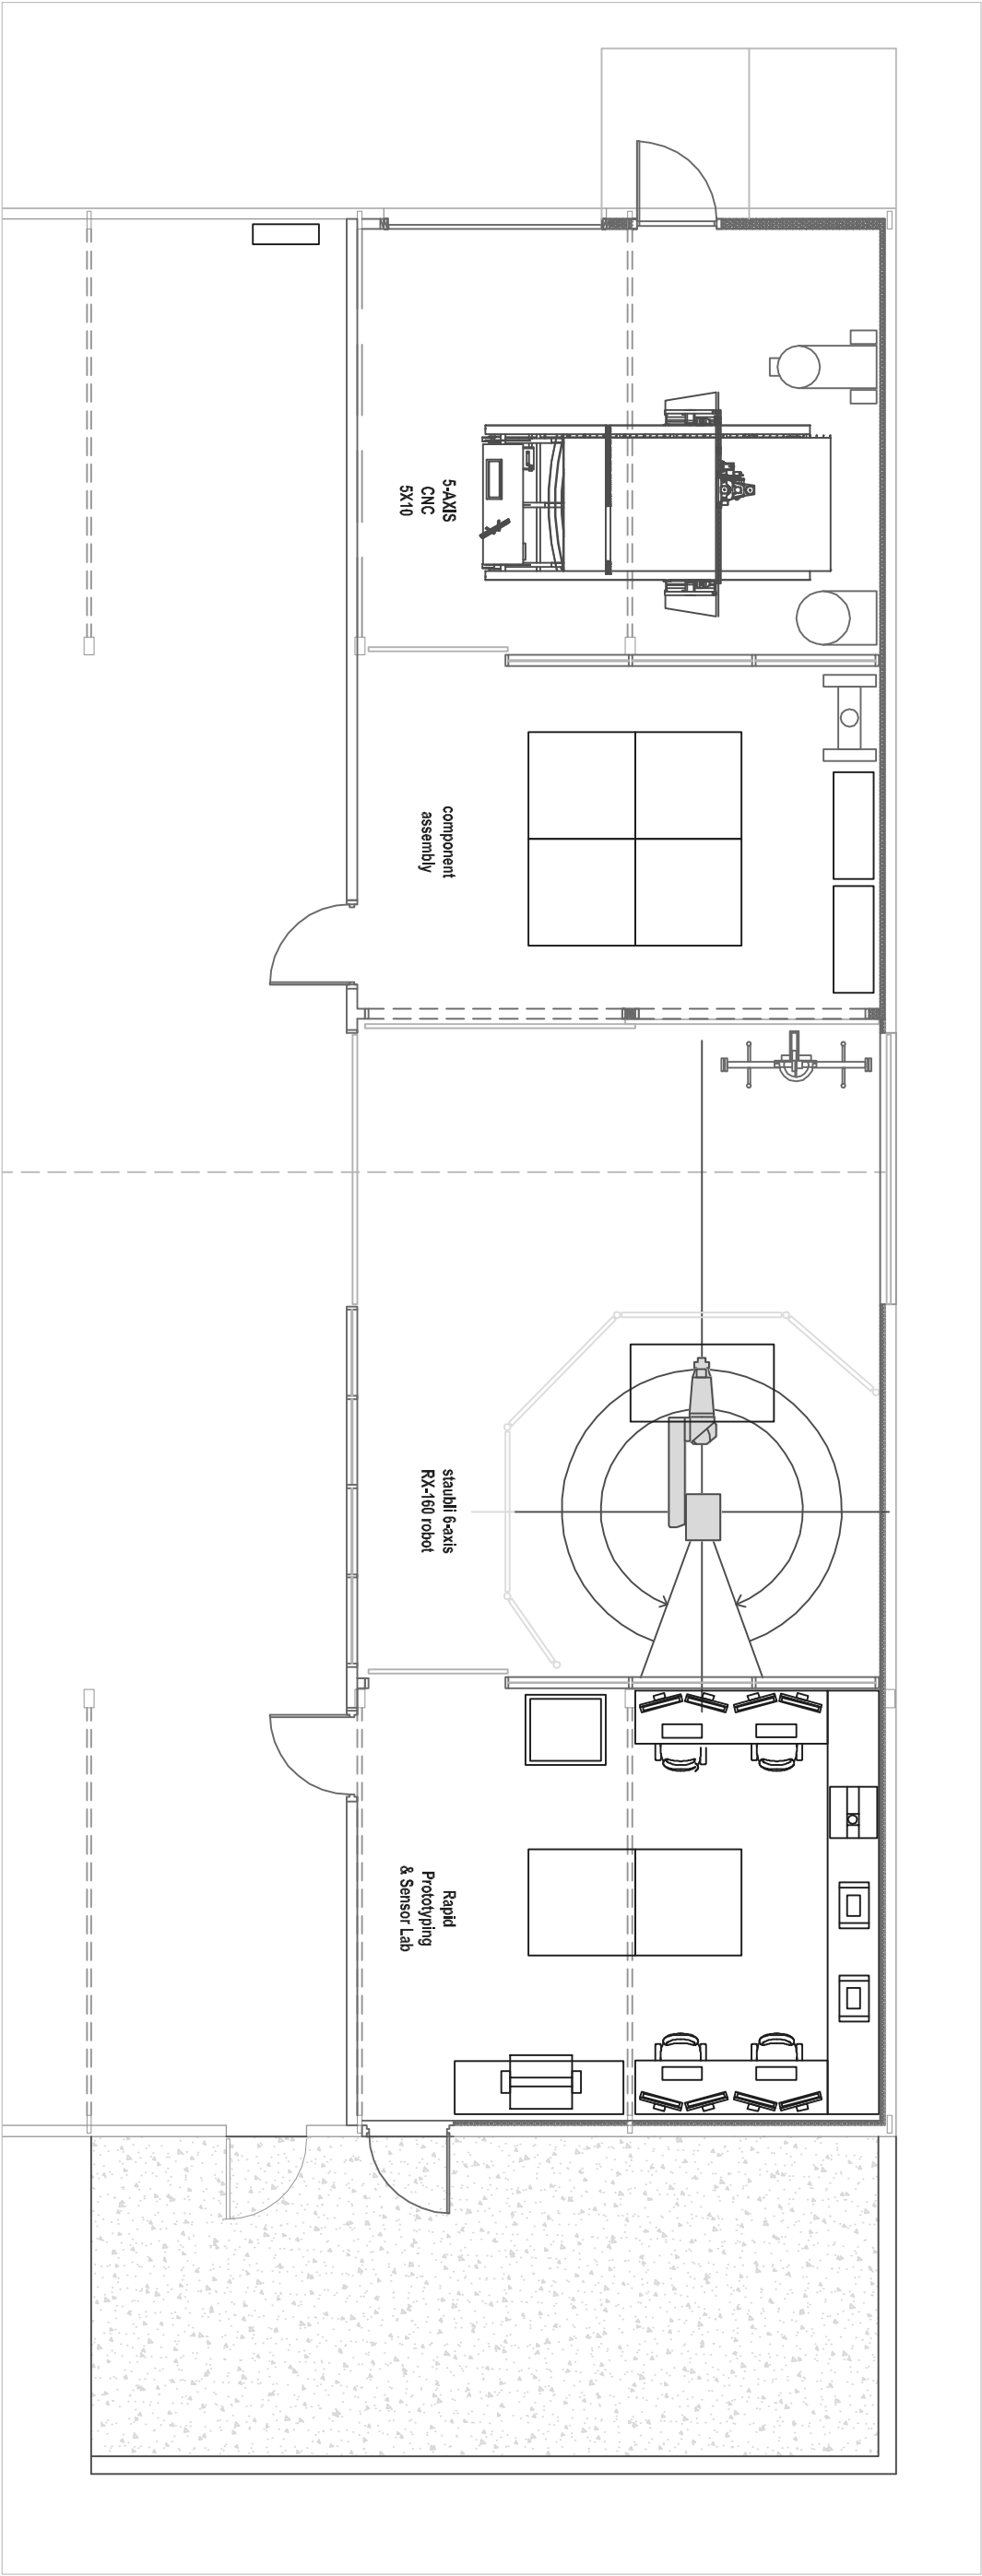 5-AXIS
CNC
5X10
component
assembly
staubli 6-axis
RX-160 robot
Rapid
Prototyping
& Sensor Lab